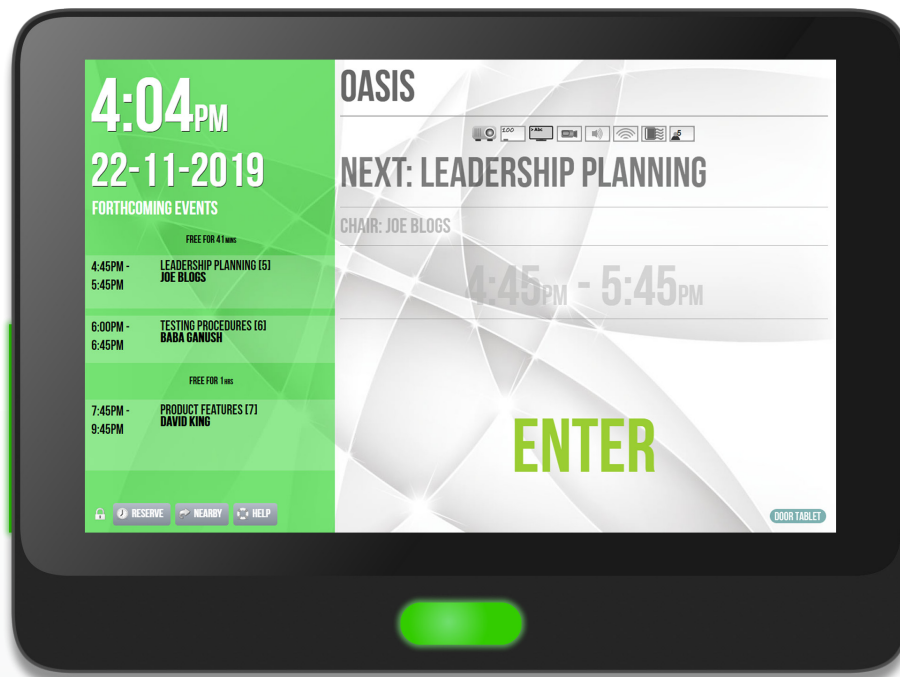 4:04PM
22-11-2019
FORTHCOMING EVENTS
FREE FOR 41 MINS
4:45PM -
5:45PM
LEADERSHIP PLANNING [5]
JOE BLOGS
6:00PM -
6:45PM
TESTING PROCEDURES [6]
BABA GANUSH
FREE FOR 1 HRS
7:45PM -
9:45PM
PRODUCT FEATURES [7]
DAVID KING
RESERVE
NEARBY
HELP
OASIS
> Abc
5
NEXT: LEADERSHIP PLANNING
CHAIR: JOE BLOGS
4:45PM - 5:45PM
ENTER
DOOR TABLET